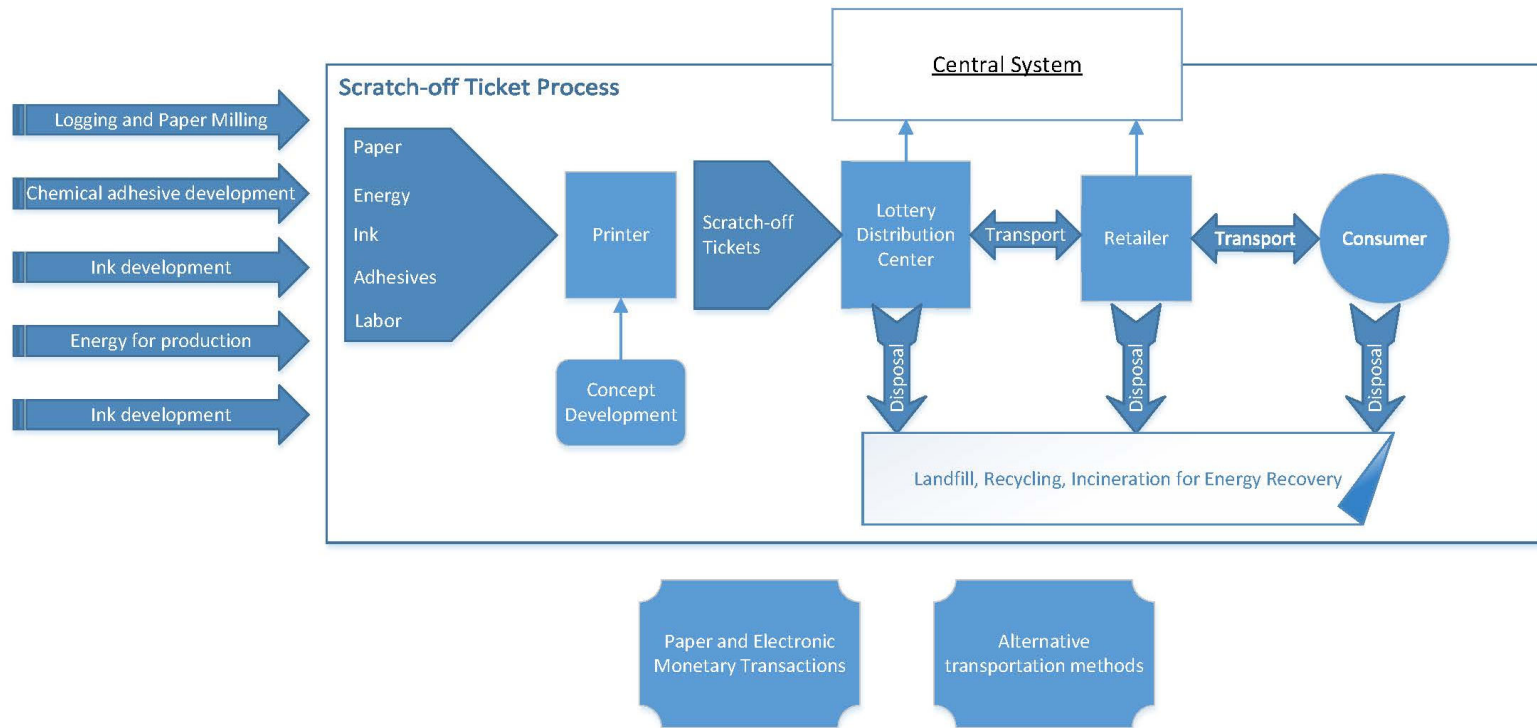 Central System
Scratch-off Ticket Process
Logging and Paper Milling
Chemical adhesive development
Ink development
Energy for production
Ink development
Paper
Energy
Ink
Adhesives
Labor
Printer
Concept
Development
Scratch-off
Tickets
Lottery
Distribution
Center
Transport
Retailer
Transport
Consumer
Disposal
Disposal
Disposal
Landfill, Recycling, Incineration for Energy Recovery
Paper and Electronic
Monetary Transactions
Alternative
transportation methods